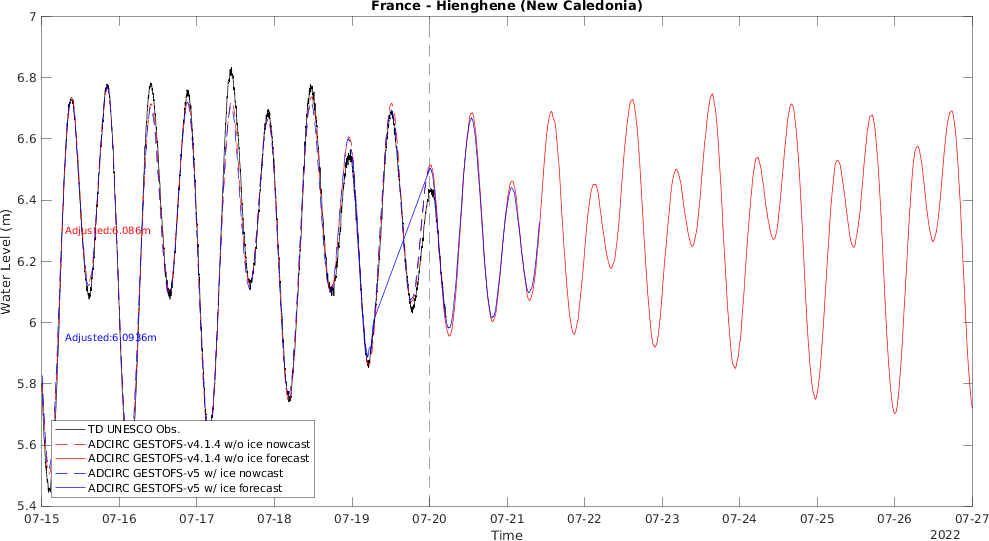 France - Hienghene (New Caledonia)
Water Level (m)
7
6.8
6.6
6.4
6.2
6
5.8
5.6
5.4
Adjusted:6.086m
Adjusted:6.0936m
TD UNESCO Obs.
ADCIRC GESTOFS-v4.1.4 w/o ice nowcast
ADCIRC GESTOFS-v4.1.4 w/o ice forecast
ADCIRC GESTOFS-v5 w/ ice nowcast
ADCIRC GESTOFS-v5 w/ ice forecast
07-15 07-16 07-17 07-18 07-19 07-20 07-21 07-22 07-23 07-24 07-25 07-26 07-27
Time
2022